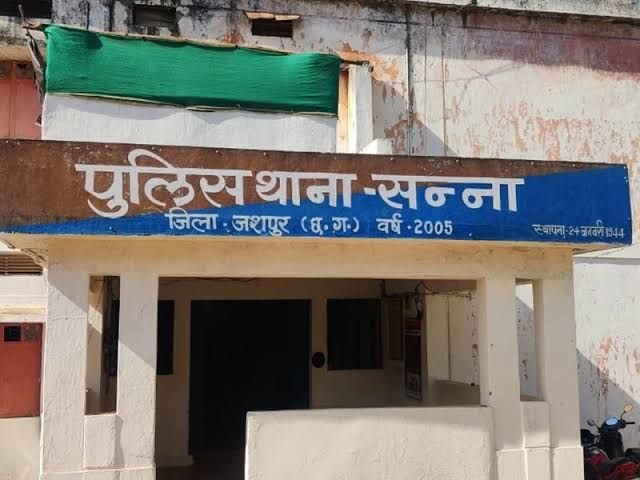 पुलिस थाना - सन्ना
जिला - जशपुर (छ.ग.) वर्ष - 2005
स्थापना - 24 जनवरी 1944